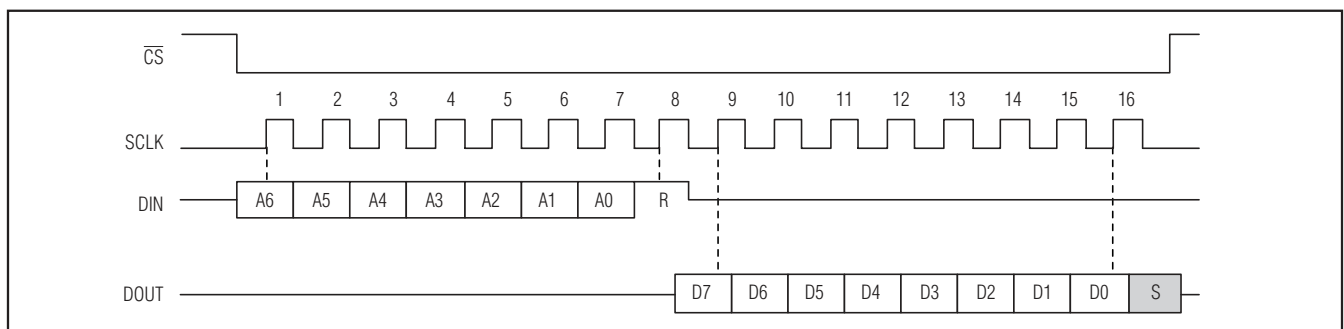 C̅S̅
1 2 3 4 5 6 7 8 9 10 11 12 13 14 15 16
SCLK
DIN A6 A5 A4 A3 A2 A1 A0 R
DOUT D7 D6 D5 D4 D3 D2 D1 D0 S